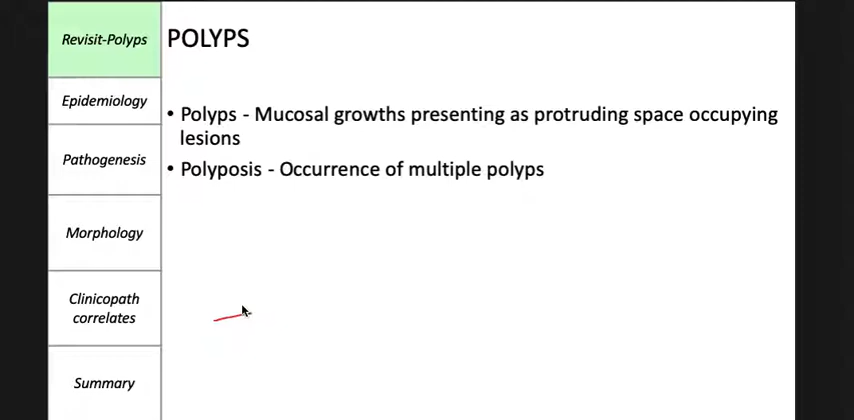 Revisit-Polyps
POLYPS
Epidemiology
Pathogenesis
Morphology
Clinicopath
correlates
Summary
• Polyps - Mucosal growths presenting as protruding space occupying
lesions
• Polyposis - Occurrence of multiple polyps